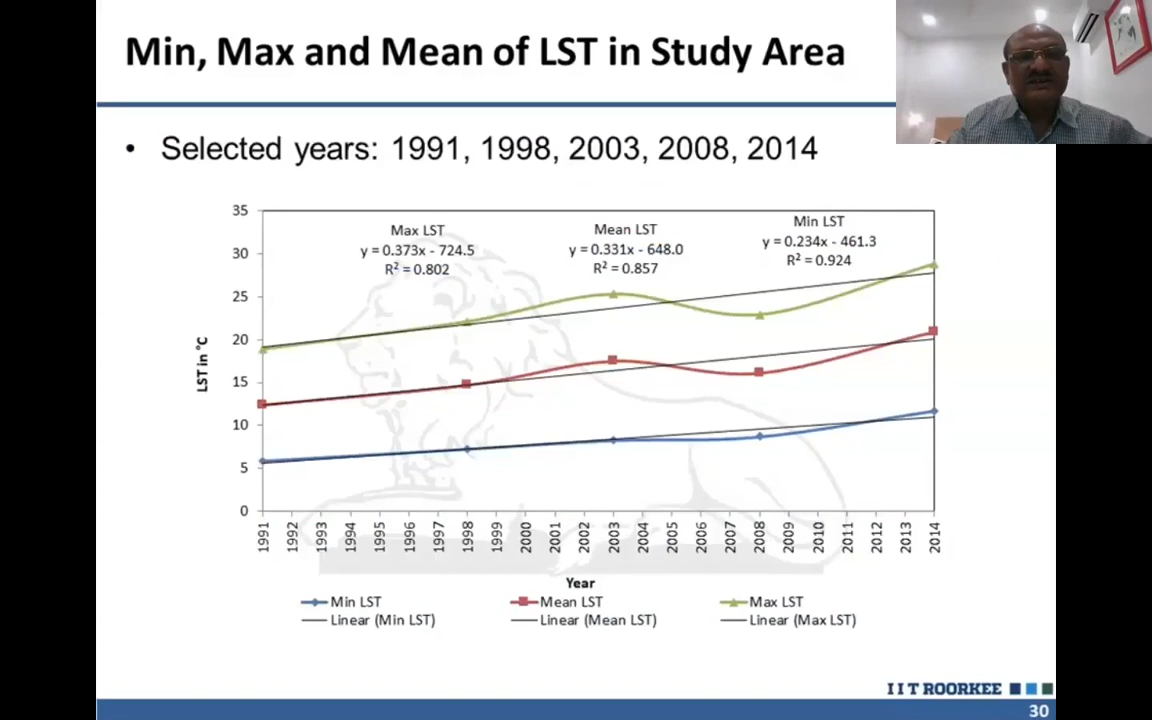 Min, Max and Mean of LST in Study Area
• Selected years: 1991, 1998, 2003, 2008, 2014
35
30
25
20
15
10
5
0
LST in °C
Max LST
y = 0.373x - 724.5
R² = 0.802
Mean LST
y = 0.331x - 648.0
R² = 0.857
Min LST
y = 0.234x - 461.3
R² = 0.924
1991 1992 1993 1994 1995 1996 1997 1998 1999 2000 2001 2002 2003 2004 2005 2006 2007 2008 2009 2010 2011 2012 2013 2014
Year
Min LST Mean LST Max LST
Linear (Min LST) Linear (Mean LST) Linear (Max LST)
IIT ROORKEE
30